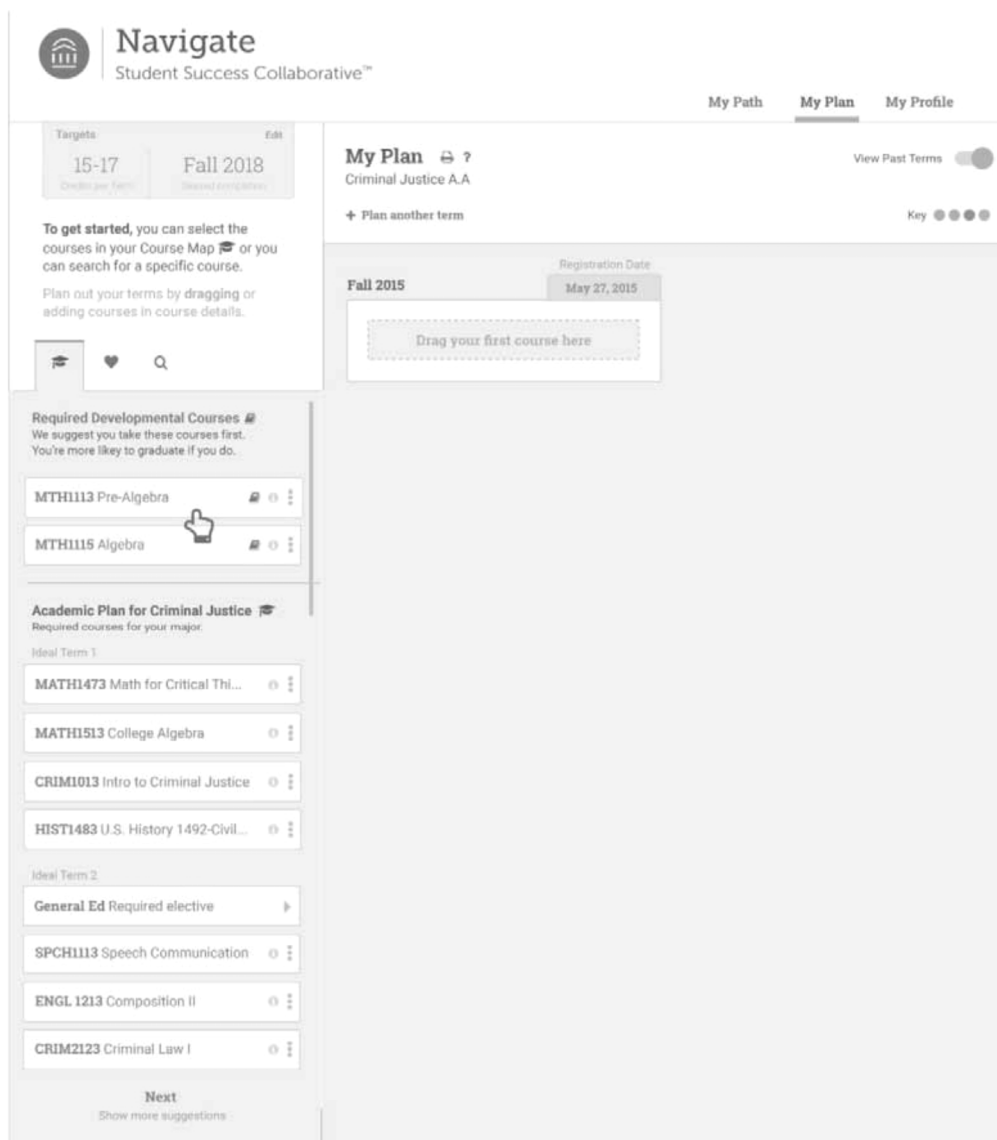 Navigate
Student Success Collaborative™
My Path My Plan My Profile
Targets Edit
15-17 Fall 2018
Credits per Term
To get started, you can select the
courses in your Course Map or you
can search for a specific course.
Plan out your terms by dragging or
adding courses in course details.
My Plan ?
Criminal Justice A.A
View Past Terms
+ Plan another term
Key
Registration Date
Fall 2015 May 27, 2015
Drag your first course here
Required Developmental Courses
We suggest you take these courses first.
You're more likey to graduate if you do.
MTH1113 Pre-Algebra
MTH1115 Algebra
Academic Plan for Criminal Justice
Required courses for your major.
Ideal Term 1
MATH1473 Math for Critical Thi...
MATH1513 College Algebra
CRIM1013 Intro to Criminal Justice
HIST1483 U.S. History 1492-Civil...
Ideal Term 2
General Ed Required elective
SPCH1113 Speech Communication
ENGL 1213 Composition II
CRIM2123 Criminal Law I
Next
Show more suggestions